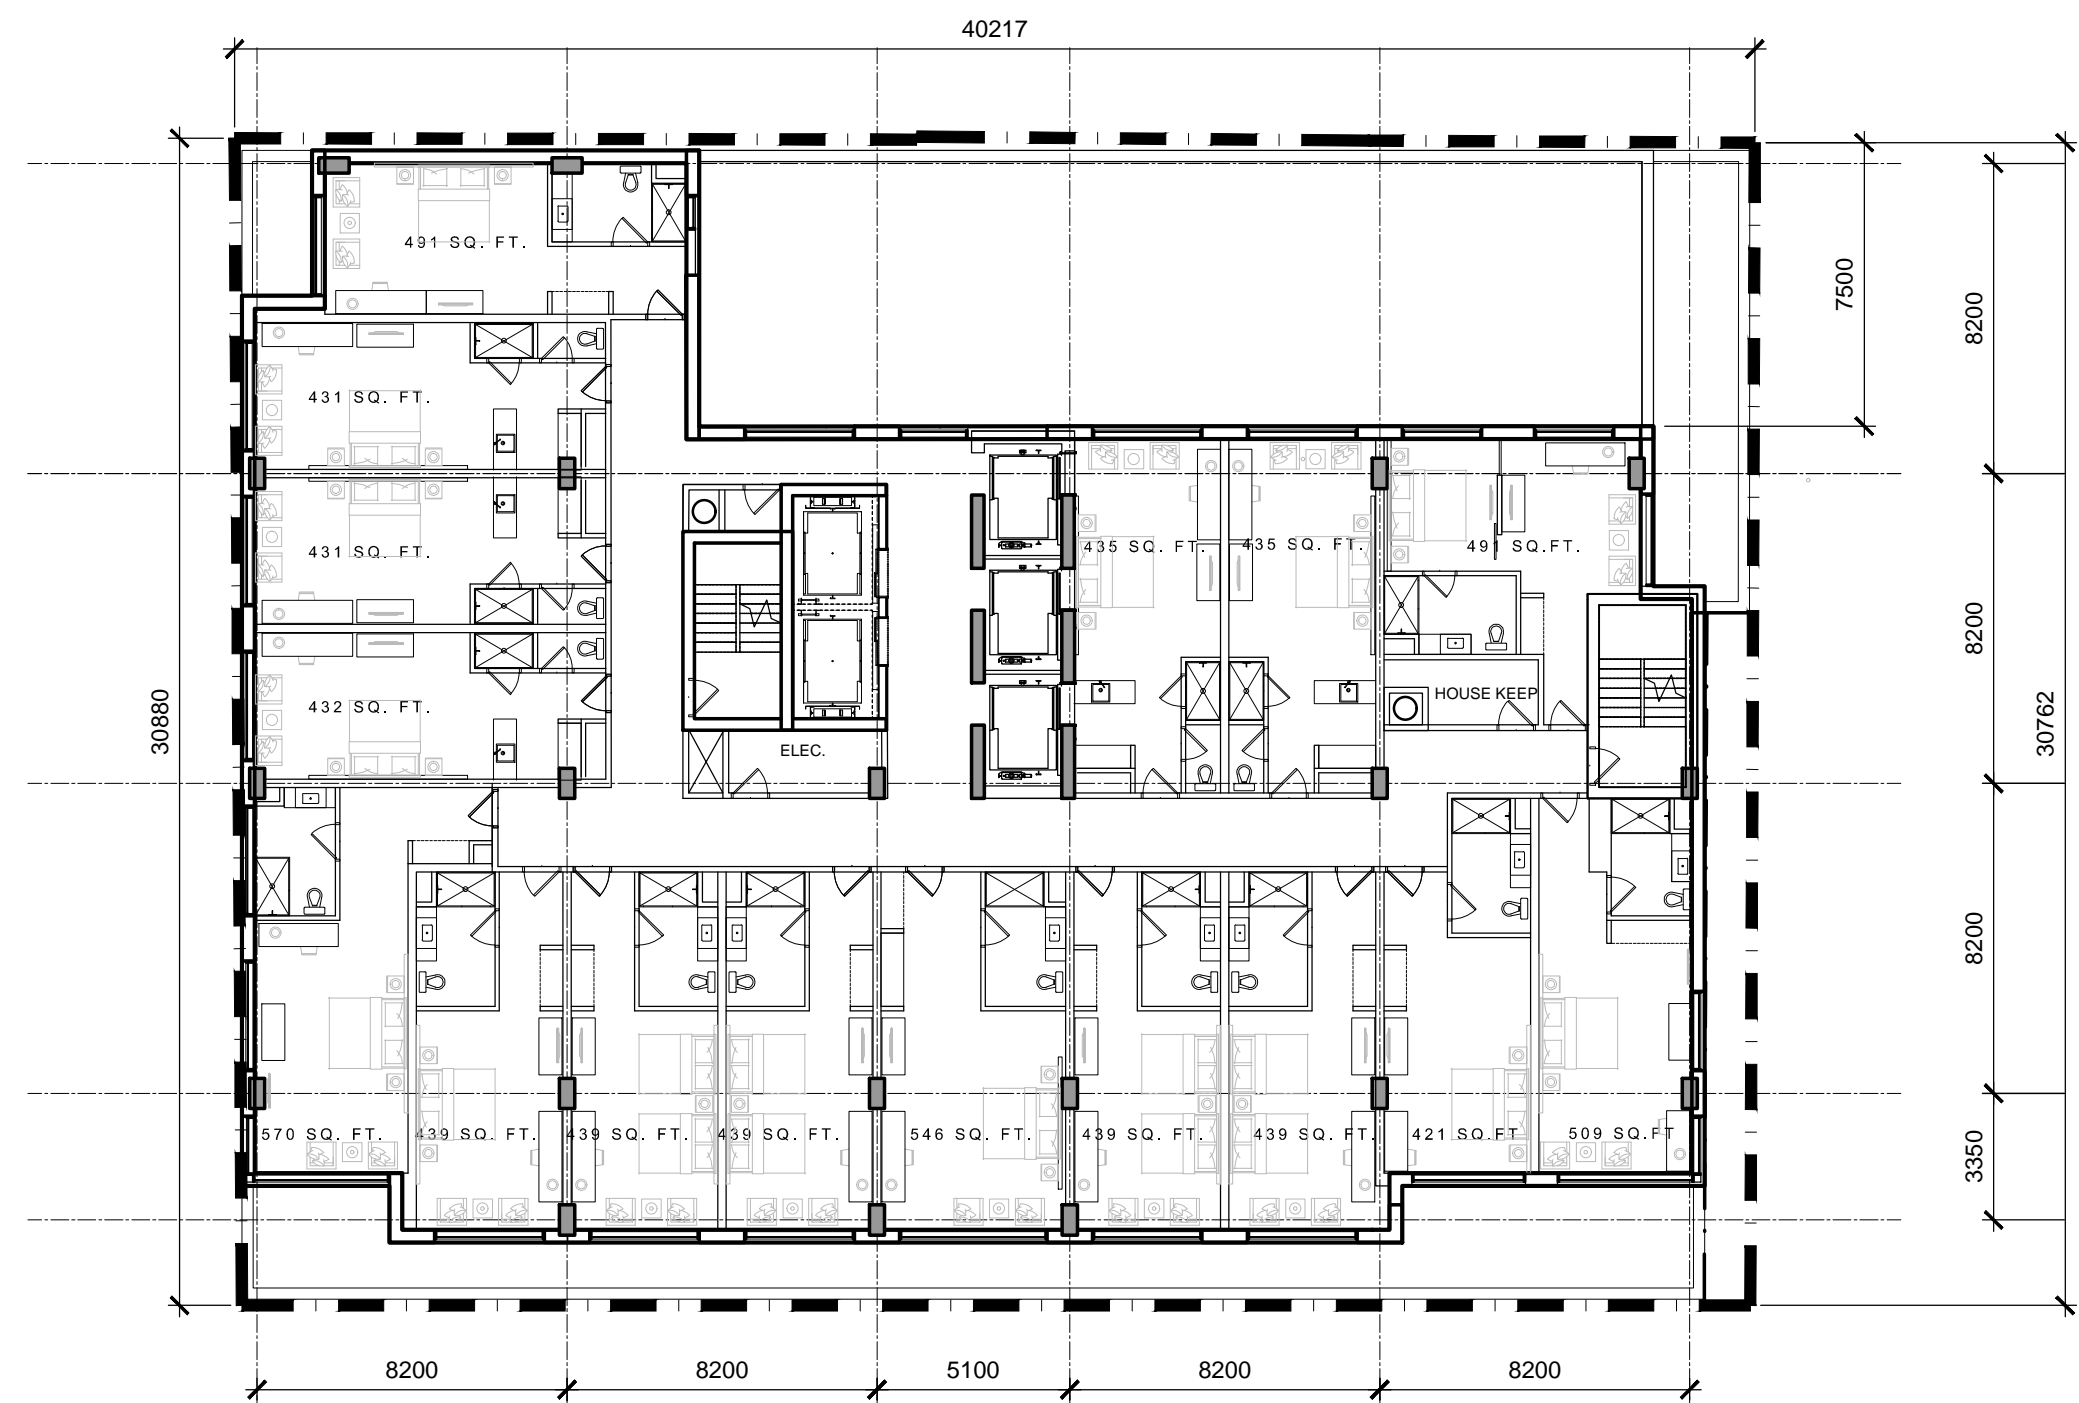 40217
491 SQ. FT.
7500
8200
431 SQ. FT.
431 SQ. FT.
435 SQ. FT.
435 SQ. FT.
491 SQ.FT.
8200
HOUSE KEEP
432 SQ. FT.
30880
30762
ELEC.
8200
570 SQ. FT.
439 SQ. FT.
439 SQ. FT.
439 SQ. FT.
546 SQ. FT.
439 SQ. FT.
439 SQ. FT.
421 SQ.FT
509 SQ.FT
3350
8200
8200
5100
8200
8200